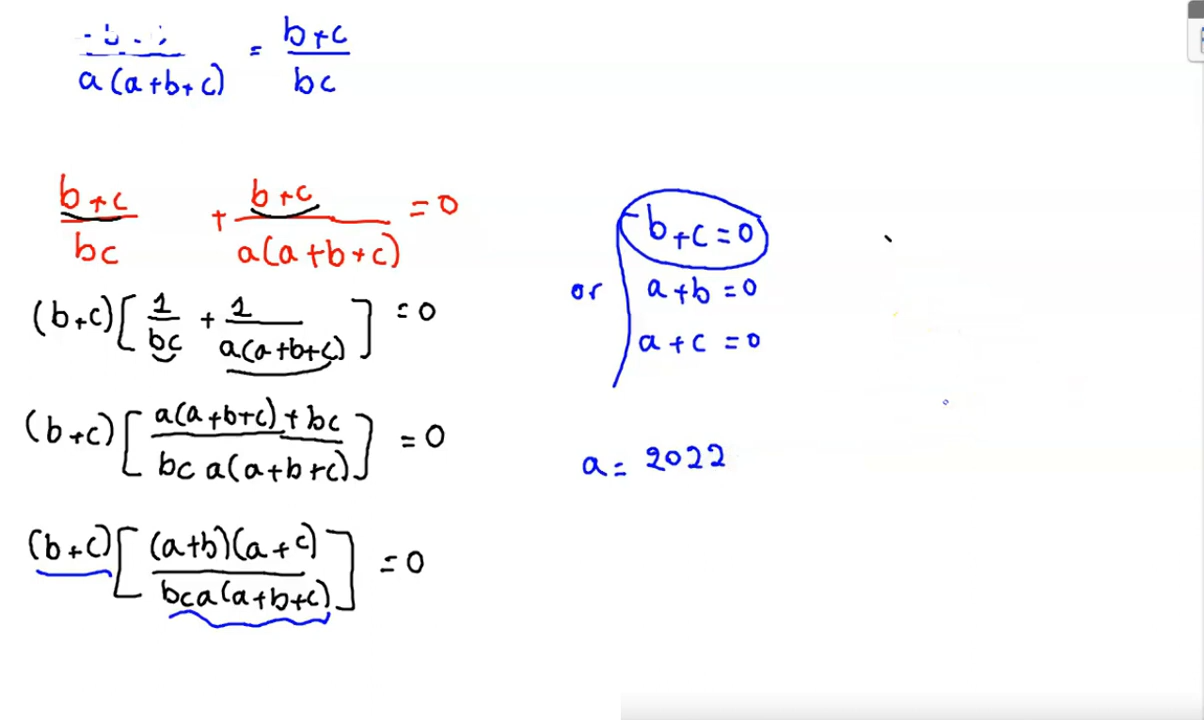 / a(a+b+c) = b+c / bc
b+c / bc + b+c / a(a+b+c) = 0
(b+c)[1/bc + 1/a(a+b+c)] = 0
(b+c)[a(a+b+c)+bc / bc a(a+b+c)] = 0
(b+c)[(a+b)(a+c) / bca(a+b+c)] = 0
b+c=0
or a+b=0
a+c=0
a=2022